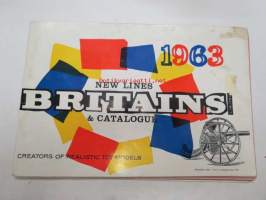 1963
NEW LINES
BRITAINS
& CATALOGUE
CREATORS OF REALISTIC TOY MODELS